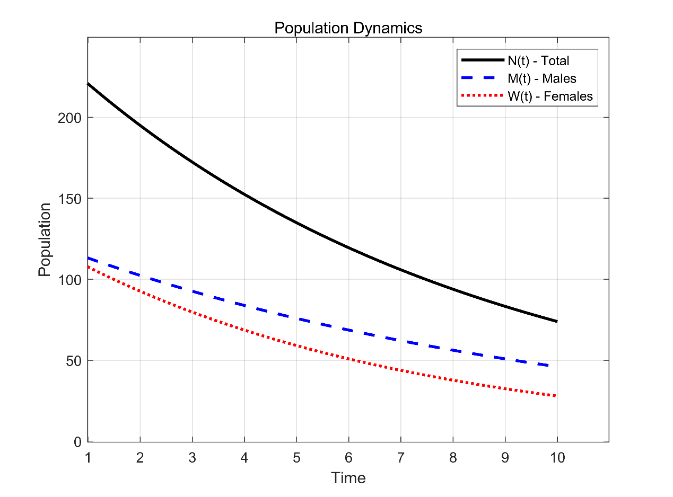 Population Dynamics
N(t) - Total
M(t) - Males
W(t) - Females
200
150
100
50
0
Population
1 2 3 4 5 6 7 8 9 10
Time